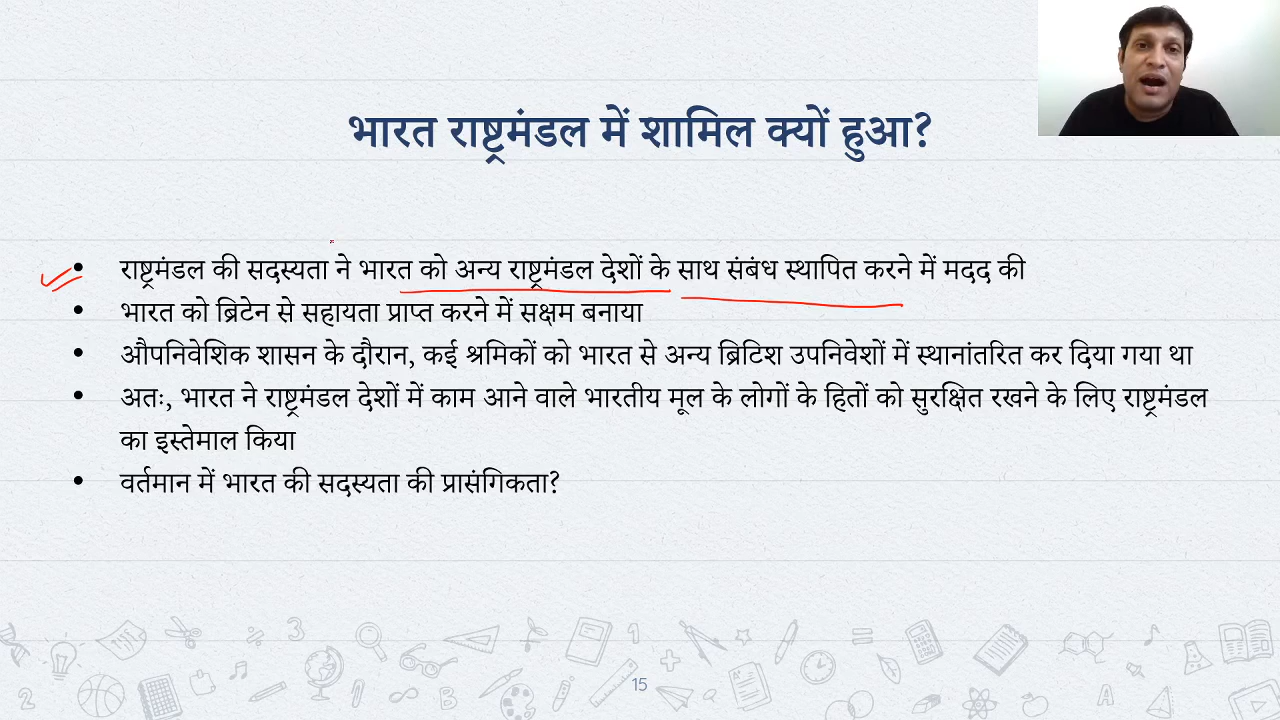 भारत राष्ट्रमंडल में शामिल क्यों हुआ?
• राष्ट्रमंडल की सदस्यता ने भारत को अन्य राष्ट्रमंडल देशों के साथ संबंध स्थापित करने में मदद की
• भारत को ब्रिटेन से सहायता प्राप्त करने में सक्षम बनाया
• औपनिवेशिक शासन के दौरान, कई श्रमिकों को भारत से अन्य ब्रिटिश उपनिवेशों में स्थानांतरित कर दिया गया था
• अतः, भारत ने राष्ट्रमंडल देशों में काम आने वाले भारतीय मूल के लोगों के हितों को सुरक्षित रखने के लिए राष्ट्रमंडल
का इस्तेमाल किया
• वर्तमान में भारत की सदस्यता की प्रासंगिकता?
15